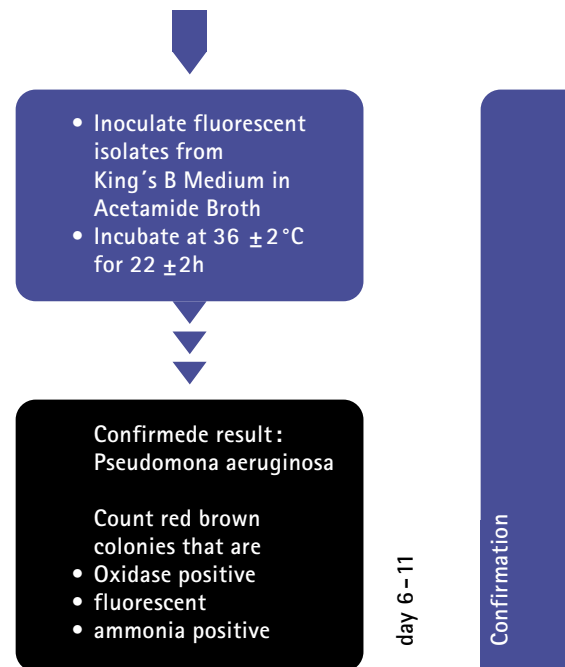 • Inoculate fluorescent
isolates from
King´s B Medium in
Acetamide Broth
• Incubate at 36 ±2°C
for 22 ±2h
Confirmede result:
Pseudomona aeruginosa
Count red brown
colonies that are
• Oxidase positive
• fluorescent
• ammonia positive
day 6–11
Confirmation